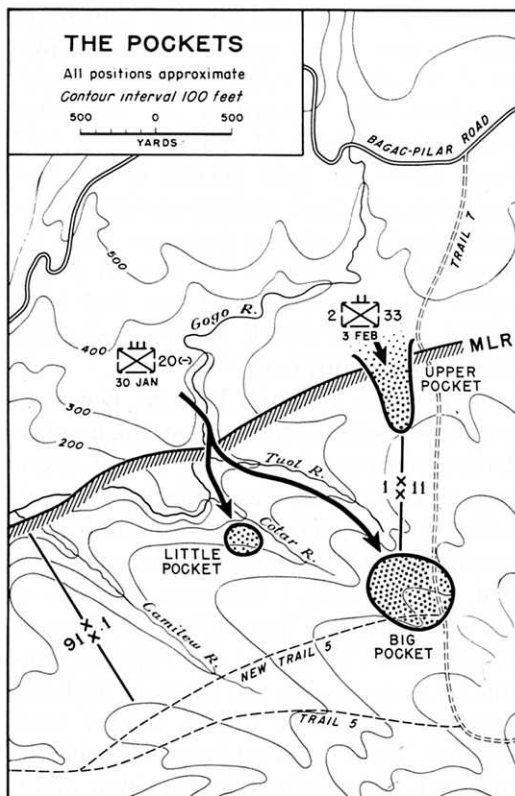 THE POCKETS
All positions approximate
Contour interval 100 feet
500 0 500
YARDS
BAGAC-PILAR ROAD
TRAIL 7
500
Gogo R.
2 33
3 FEB
MLR
400
20(-)
30 JAN
UPPER
POCKET
300
200
Tuol R.
1 XX 11
Cotar R.
LITTLE
POCKET
91 XX 1
Camilew R.
BIG
POCKET
NEW TRAIL 5
TRAIL 5